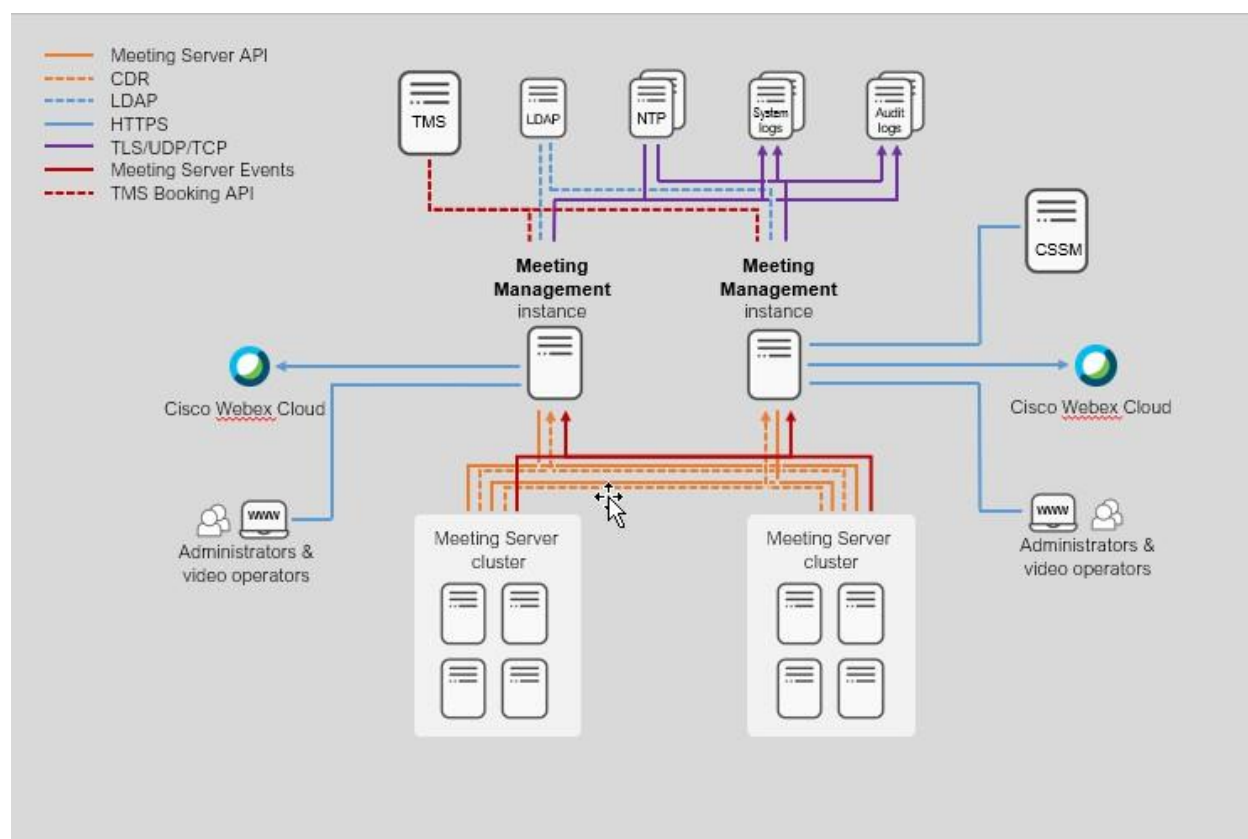 Meeting Server API
CDR
LDAP
HTTPS
TLS/UDP/TCP
Meeting Server Events
TMS Booking API
TMS
LDAP
NTP
System
logs
Audit
logs
CSSM
Meeting
Management
instance
Meeting
Management
instance
Cisco Webex Cloud
Cisco Webex Cloud
www
Administrators &
video operators
www
Administrators &
video operators
Meeting Server
cluster
Meeting Server
cluster